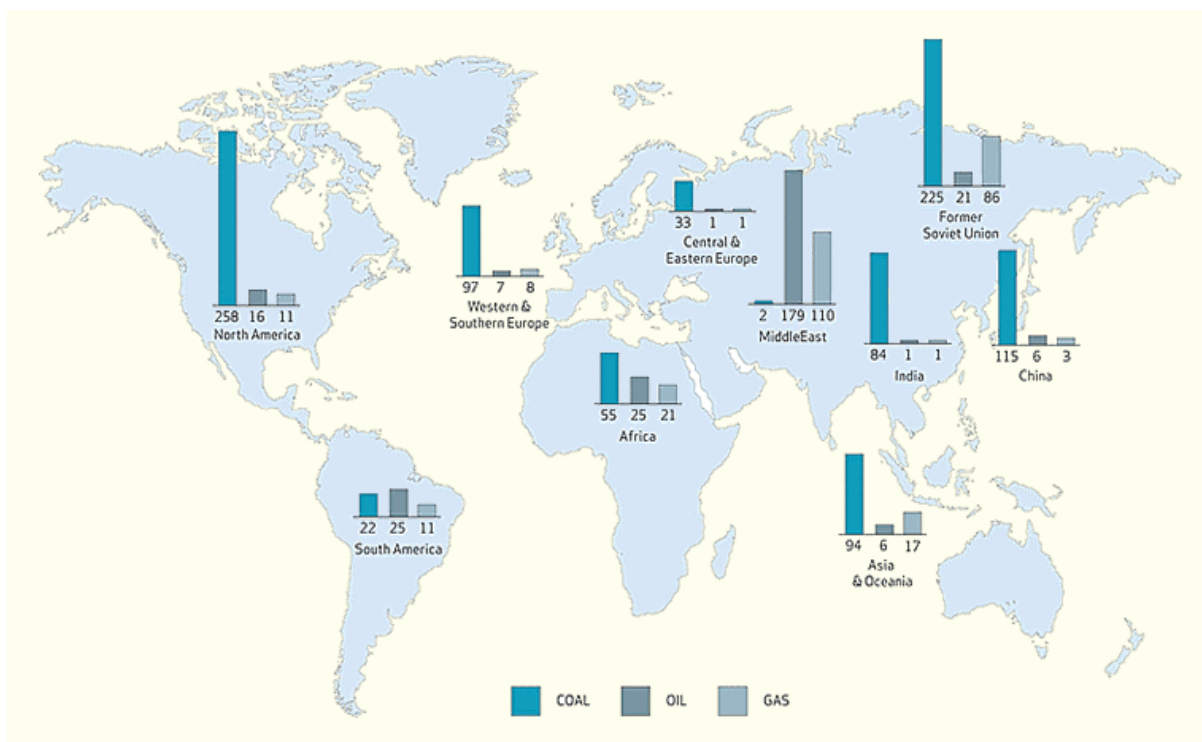 258 16 11
North America
97 7 8
Western &
Southern Europe
33 1 1
Central &
Eastern Europe
2 179 110
MiddleEast
225 21 86
Former
Soviet Union
84 1 1
India
115 6 3
China
55 25 21
Africa
22 25 11
South America
94 6 17
Asia
& Oceania
COAL OIL GAS